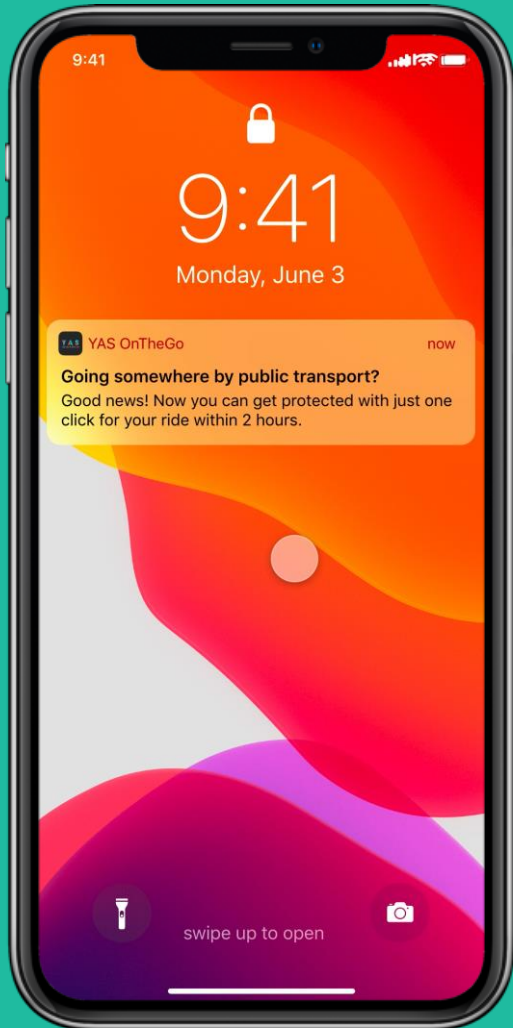 9:41
9:41
Monday, June 3
YAS
YAS OnTheGo
now
Going somewhere by public transport?
Good news! Now you can get protected with just one
click for your ride within 2 hours.
swipe up to open